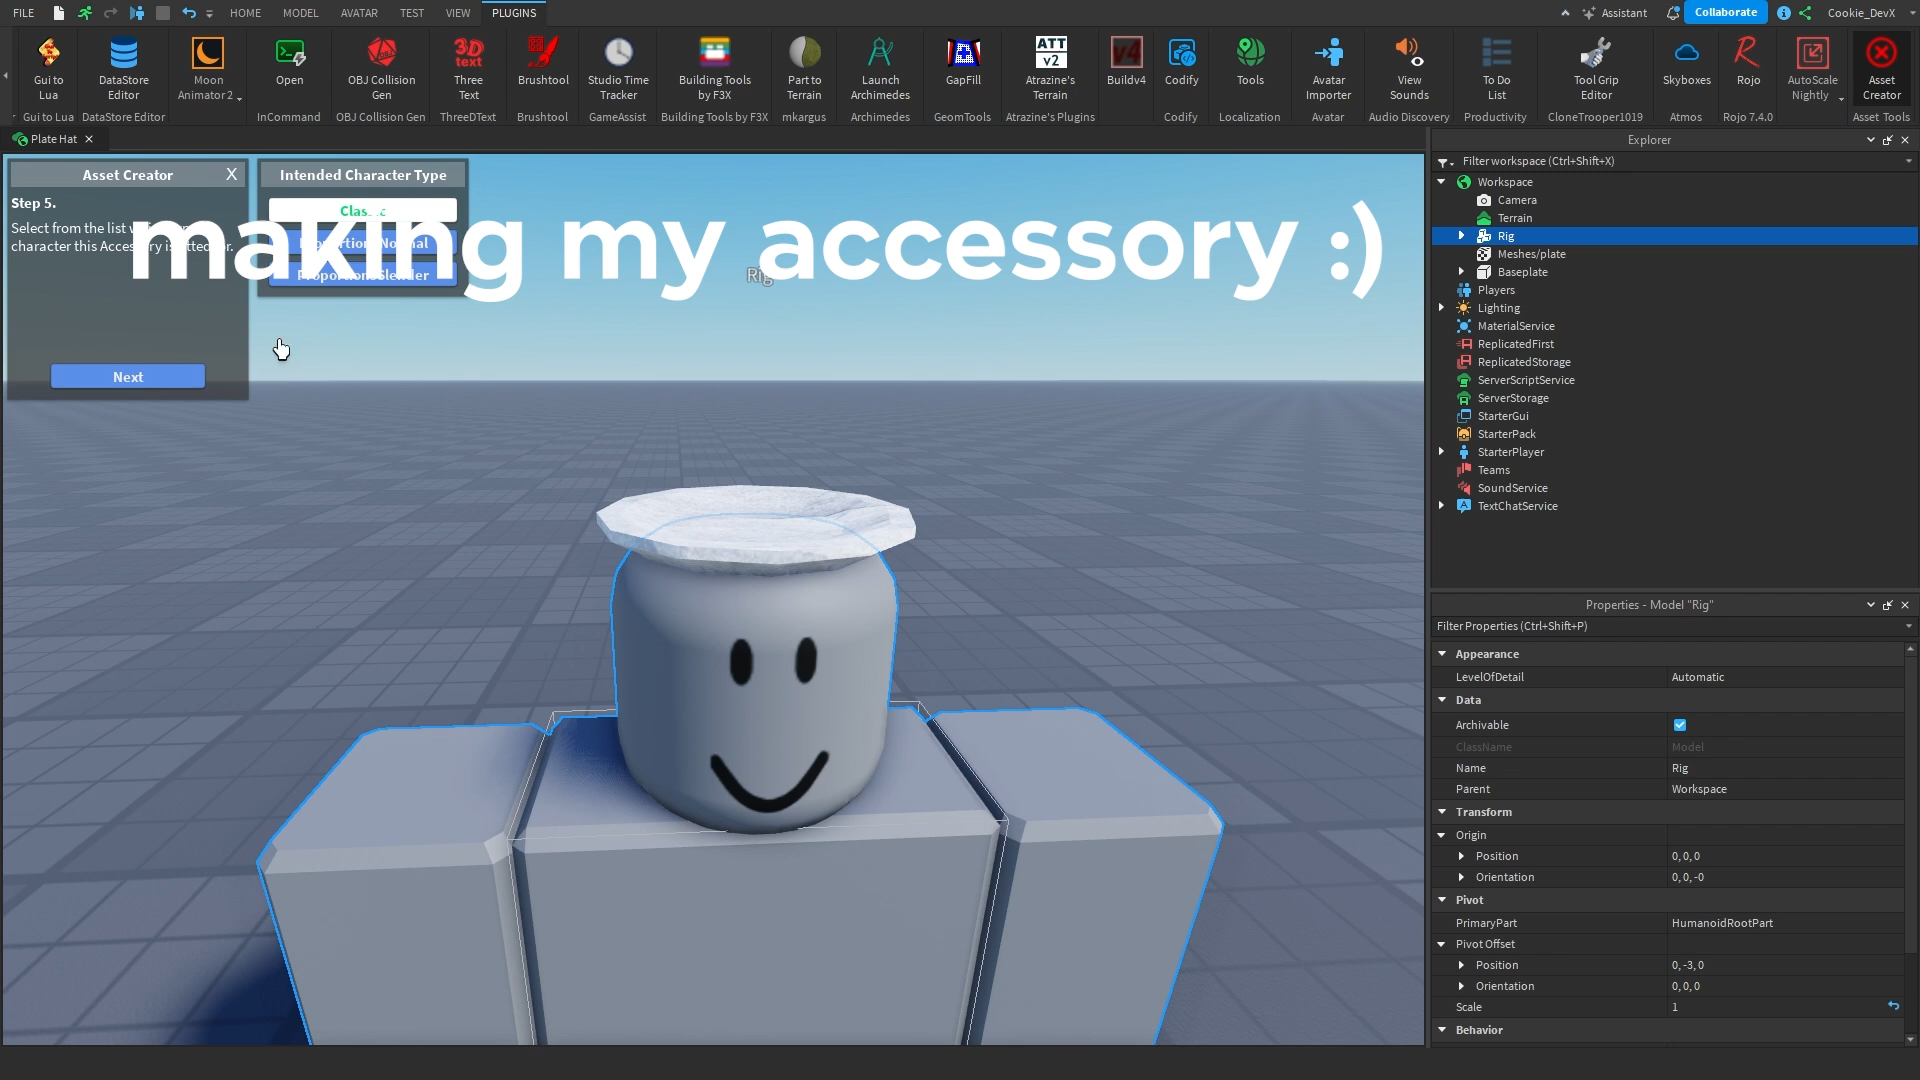 FILE HOME MODEL AVATAR TEST VIEW PLUGINS Assistant Collaborate Cookie_DevX
Gui to Lua
DataStore Editor
Moon Animator 2
Open
OBJ Collision Gen
3D text
Three Text
Brushtool
Studio Time Tracker
Building Tools by F3X
Part to Terrain
Launch Archimedes
GapFill
ATT v2
Atrazine's Terrain
v4
Buildv4
Codify
Tools
Avatar Importer
View Sounds
To Do List
Tool Grip Editor
Skyboxes
Rojo
AutoScale Nightly
Asset Creator
Gui to Lua DataStore Editor InCommand OBJ Collision Gen ThreeDText Brushtool GameAssist Building Tools by F3X mkargus Archimedes GeomTools Atrazine's Plugins Codify Localization Avatar Audio Discovery Productivity CloneTrooper1019 Atmos Rojo 7.4.0 Asset Tools
Plate Hat
Asset Creator X
Step 5.
Select from the list
character this
Next
Intended Character Type
making my accessory :)
Rig
Explorer
Filter workspace (Ctrl+Shift+X)
Workspace
Camera
Terrain
Rig
Meshes/plate
Baseplate
Players
Lighting
MaterialService
ReplicatedFirst
ReplicatedStorage
ServerScriptService
ServerStorage
StarterGui
StarterPack
StarterPlayer
Teams
SoundService
TextChatService
Properties - Model "Rig"
Filter Properties (Ctrl+Shift+P)
Appearance
LevelOfDetail Automatic
Data
Archivable
ClassName Model
Name Rig
Parent Workspace
Transform
Origin
Position 0, 0, 0
Orientation 0, 0, -0
Pivot
PrimaryPart HumanoidRootPart
Pivot Offset
Position 0, -3, 0
Orientation 0, 0, 0
Scale 1
Behavior